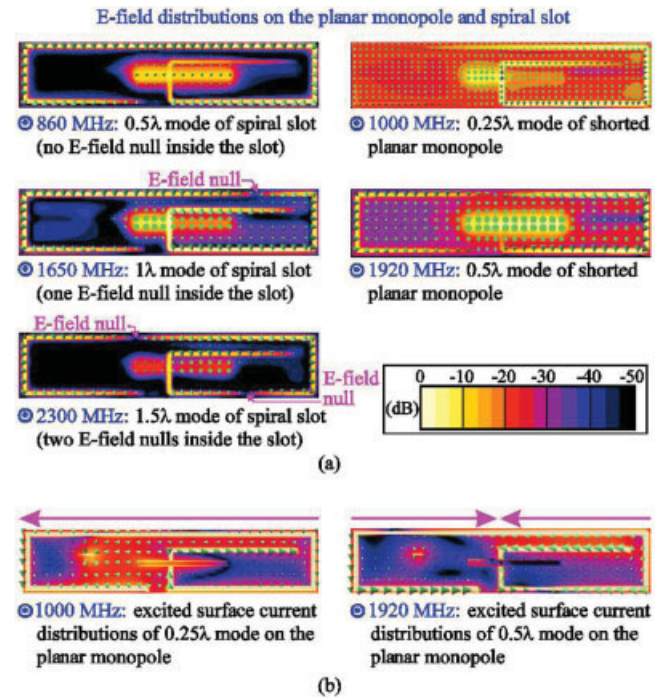 E-field distributions on the planar monopole and spiral slot
860 MHz: 0.5λ mode of spiral slot
(no E-field null inside the slot)
1000 MHz: 0.25λ mode of shorted
planar monopole
E-field null
1650 MHz: 1λ mode of spiral slot
(one E-field null inside the slot)
1920 MHz: 0.5λ mode of shorted
planar monopole
E-field null
E-field
null
2300 MHz: 1.5λ mode of spiral slot
(two E-field nulls inside the slot)
0 -10 -20 -30 -40 -50
(dB)
(a)
1000 MHz: excited surface current
distributions of 0.25λ mode on the
planar monopole
1920 MHz: excited surface current
distributions of 0.5λ mode on the
planar monopole
(b)